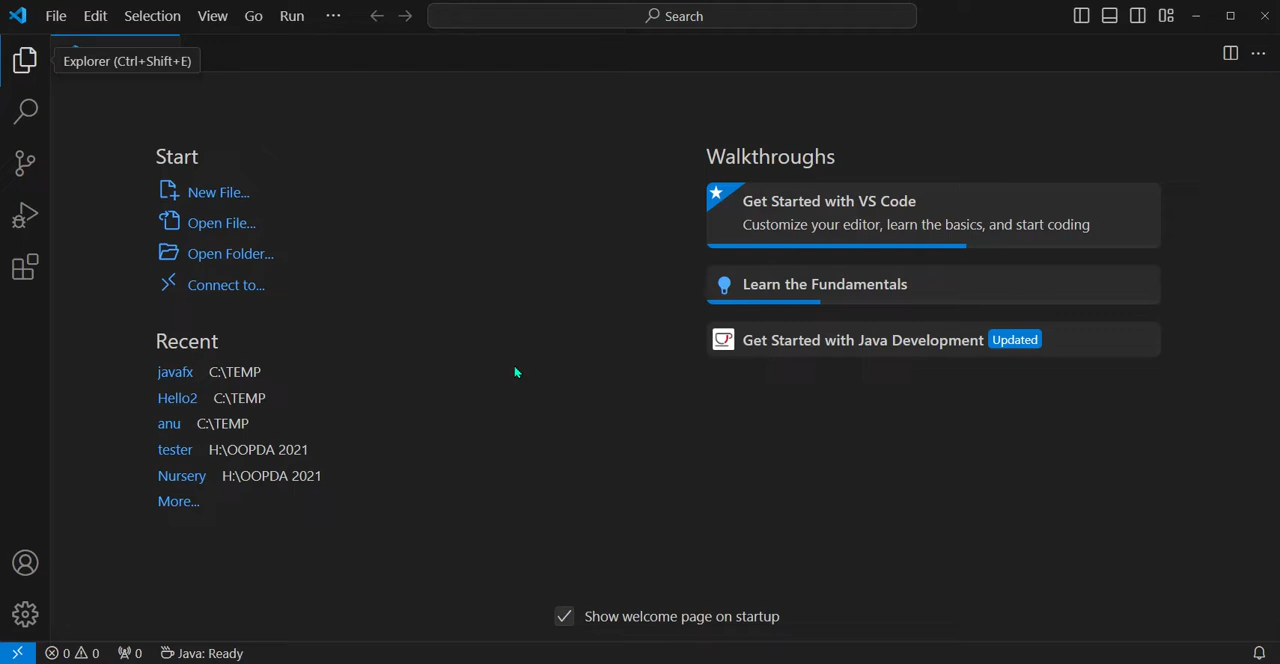 File Edit Selection View Go Run ... Search
Explorer (Ctrl+Shift+E)
Start
New File...
Open File...
Open Folder...
Connect to...
Recent
javafx C:\TEMP
Hello2 C:\TEMP
anu C:\TEMP
tester H:\OOPDA 2021
Nursery H:\OOPDA 2021
More...
Walkthroughs
Get Started with VS Code
Customize your editor, learn the basics, and start coding
Learn the Fundamentals
Get Started with Java Development Updated
Show welcome page on startup
0 0 0 Java: Ready